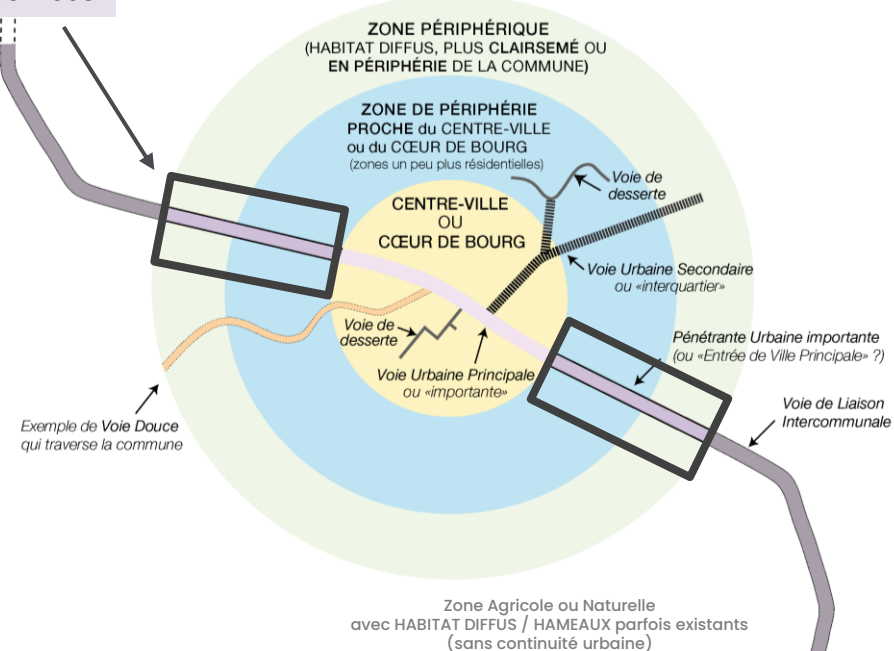 ZONE PÉRIPHÉRIQUE
(HABITAT DIFFUS, PLUS CLAIRSEMÉ OU
EN PÉRIPHÉRIE DE LA COMMUNE)
ZONE DE PÉRIPHÉRIE
PROCHE du CENTRE-VILLE
ou du CŒUR DE BOURG
(zones un peu plus résidentielles)
Voie de
desserte
CENTRE-VILLE
OU
CŒUR DE BOURG
Voie Urbaine Secondaire
ou «interquartier»
Voie de
desserte
Pénétrante Urbaine importante
(ou «Entrée de Ville Principale» ?)
Voie Urbaine Principale
ou «importante»
Voie de Liaison
Intercommunale
Exemple de Voie Douce
qui traverse la commune
Zone Agricole ou Naturelle
avec HABITAT DIFFUS / HAMEAUX parfois existants
(sans continuité urbaine)